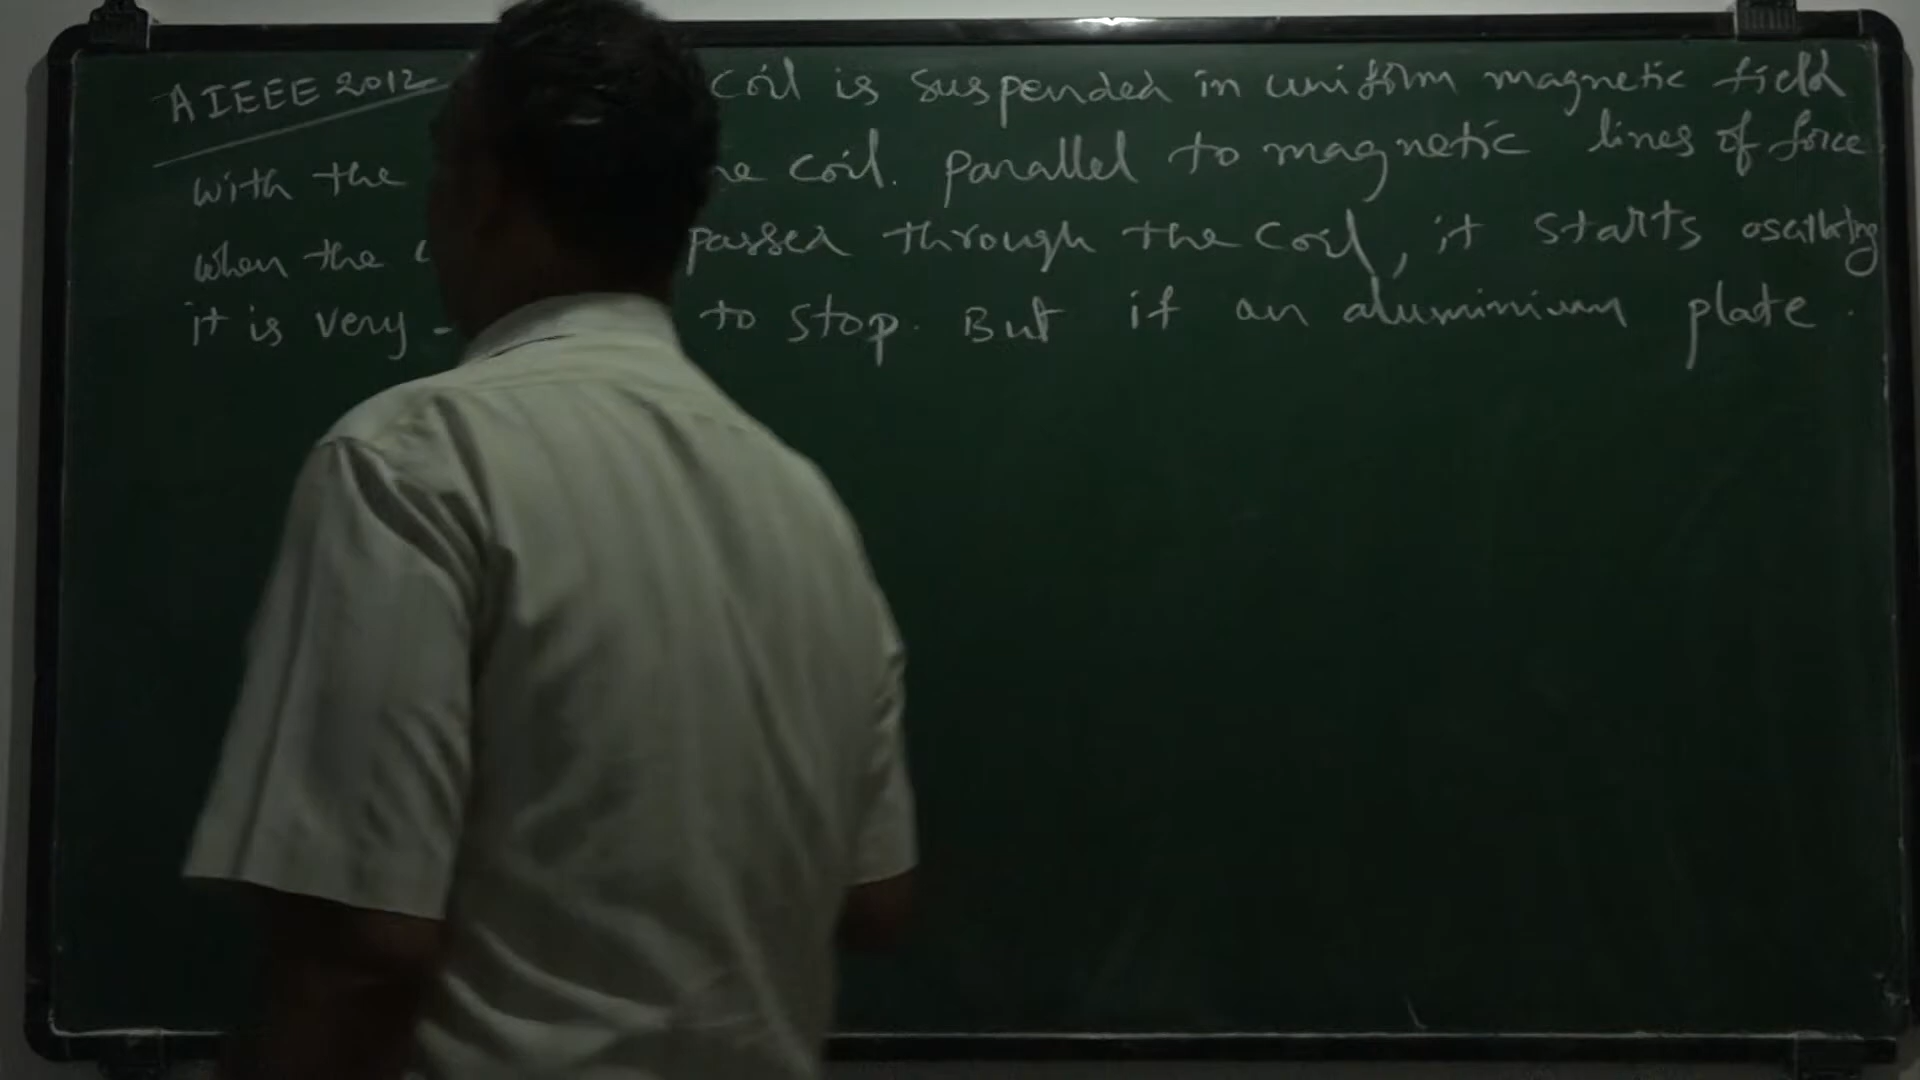 AIEEE 2012 coil is suspended in uniform magnetic field
with the coil. parallel to magnetic lines of force.
when the passed through the coil, it starts oscillating
it is very to stop. But if an aluminium plate.